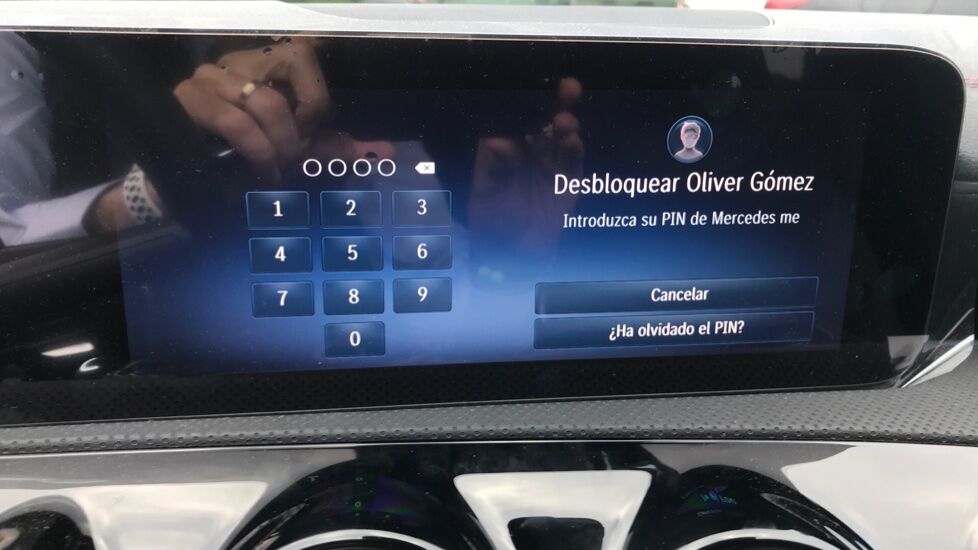 Desbloquear Oliver Gómez
Introduzca su PIN de Mercedes me
1 2 3
4 5 6
7 8 9
0
Cancelar
¿Ha olvidado el PIN?